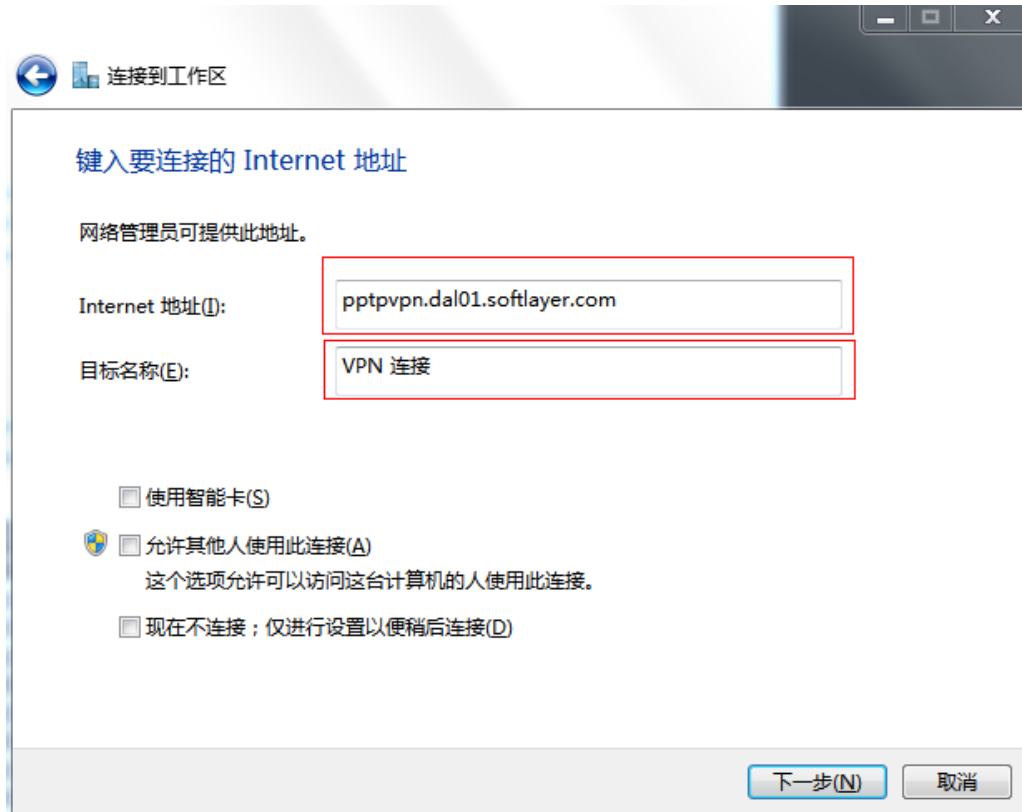 连接到工作区
键入要连接的 Internet 地址
网络管理员可提供此地址。
Internet 地址(I): pptpvpn.dal01.softlayer.com
目标名称(E): VPN 连接
使用智能卡(S)
允许其他人使用此连接(A)
这个选项允许可以访问这台计算机的人使用此连接。
现在不连接；仅进行设置以便稍后连接(D)
下一步(N) 取消